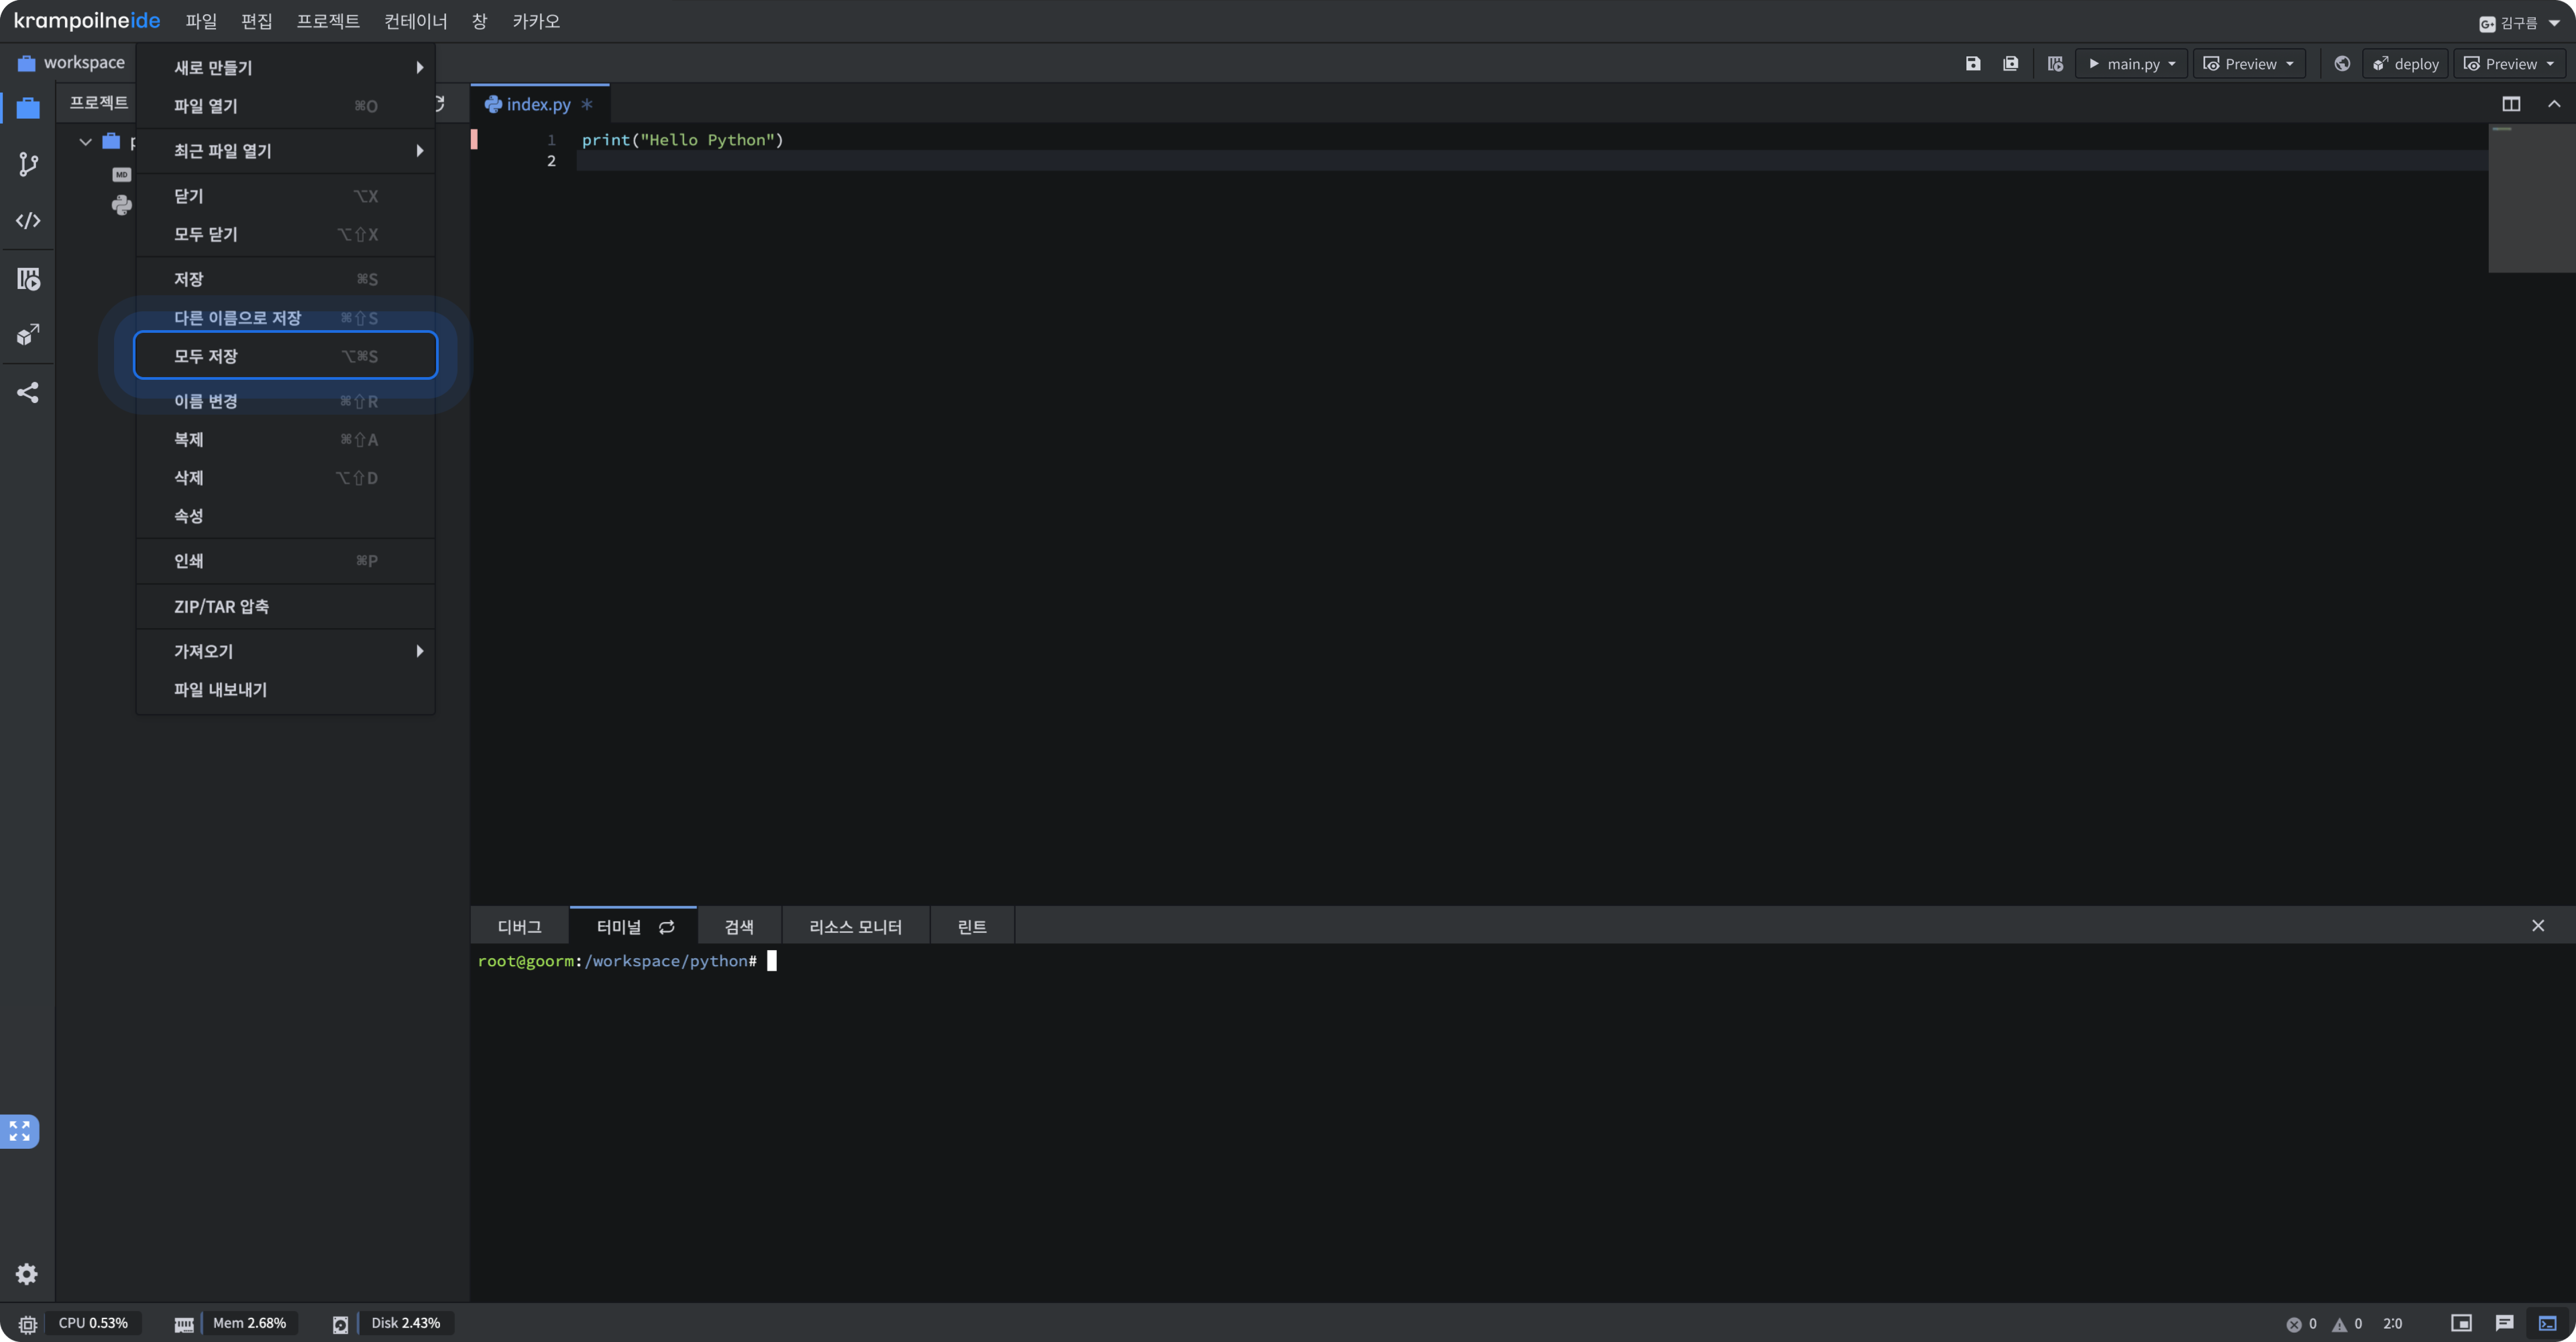 krampoilneide 파일 편집 프로젝트 컨테이너 창 카카오 G+ 김구름
workspace main.py Preview deploy Preview
프로젝트
새로 만들기
파일 열기 ⌘O
최근 파일 열기
닫기 ⌥X
모두 닫기 ⌥⇧X
저장 ⌘S
다른 이름으로 저장 ⌘⇧S
모두 저장 ⌥⌘S
이름 변경 ⌘⇧R
복제 ⌘⇧A
삭제 ⌥⇧D
속성
인쇄 ⌘P
ZIP/TAR 압축
가져오기
파일 내보내기
MD
index.py *
1 print("Hello Python")
2
디버그 터미널 검색 리소스 모니터 린트
root@goorm:/workspace/python#
CPU 0.53% Mem 2.68% Disk 2.43% 0 0 2:0